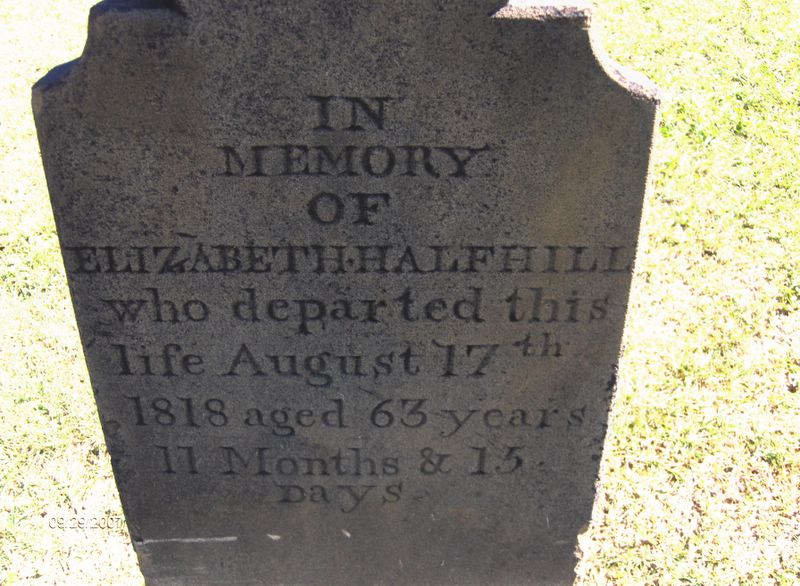 IN
MEMORY
OF
ELIZABETH·HALFHILL
who departed this
life August 17th
1818 aged 63 years
11 Months & 15
Days
09.29.2007